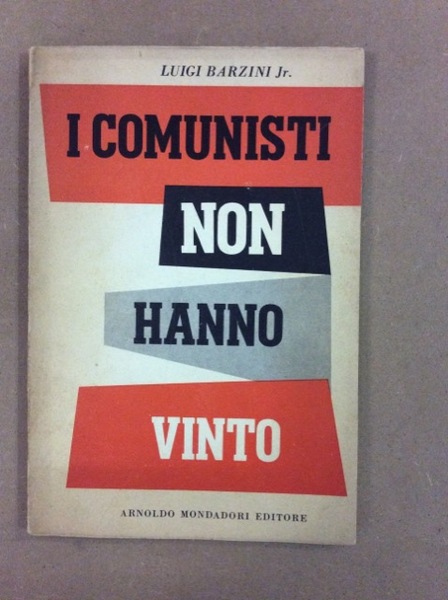 LUIGI BARZINI Jr.
I COMUNISTI
NON
HANNO
VINTO
ARNOLDO MONDADORI EDITORE